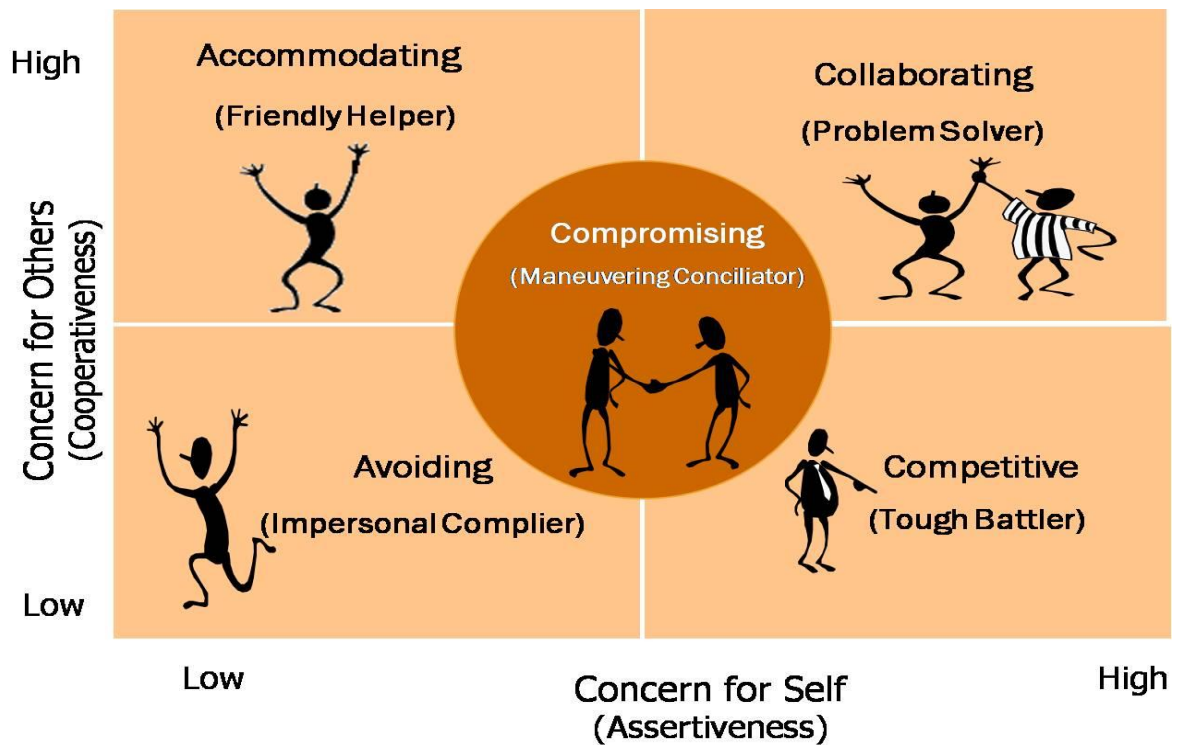 High
Accommodating
(Friendly Helper)
Collaborating
(Problem Solver)
Compromising
(Maneuvering Conciliator)
Concern for Others
(Cooperativeness)
Avoiding
(Impersonal Complier)
Competitive
(Tough Battler)
Low
Low
Concern for Self
(Assertiveness)
High